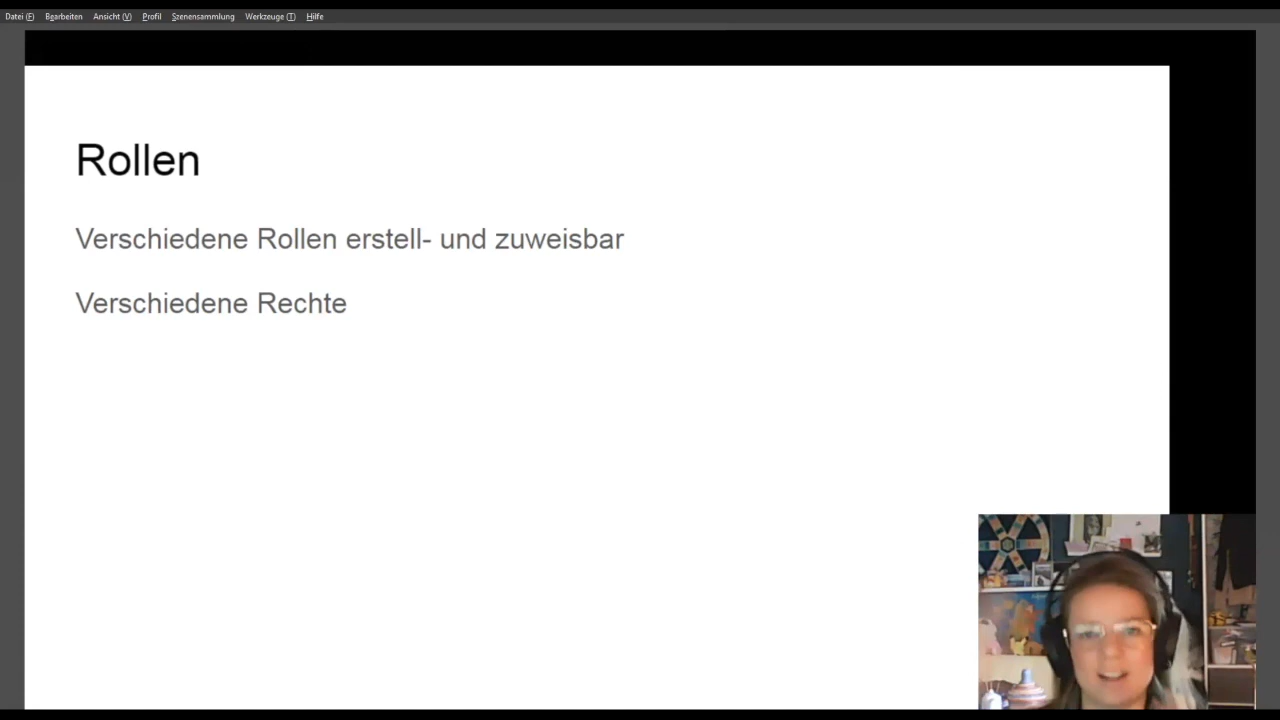 Datei (F) Bearbeiten Ansicht (V) Profil Szenensammlung Werkzeuge (T) Hilfe
Rollen
Verschiedene Rollen erstell- und zuweisbar
Verschiedene Rechte